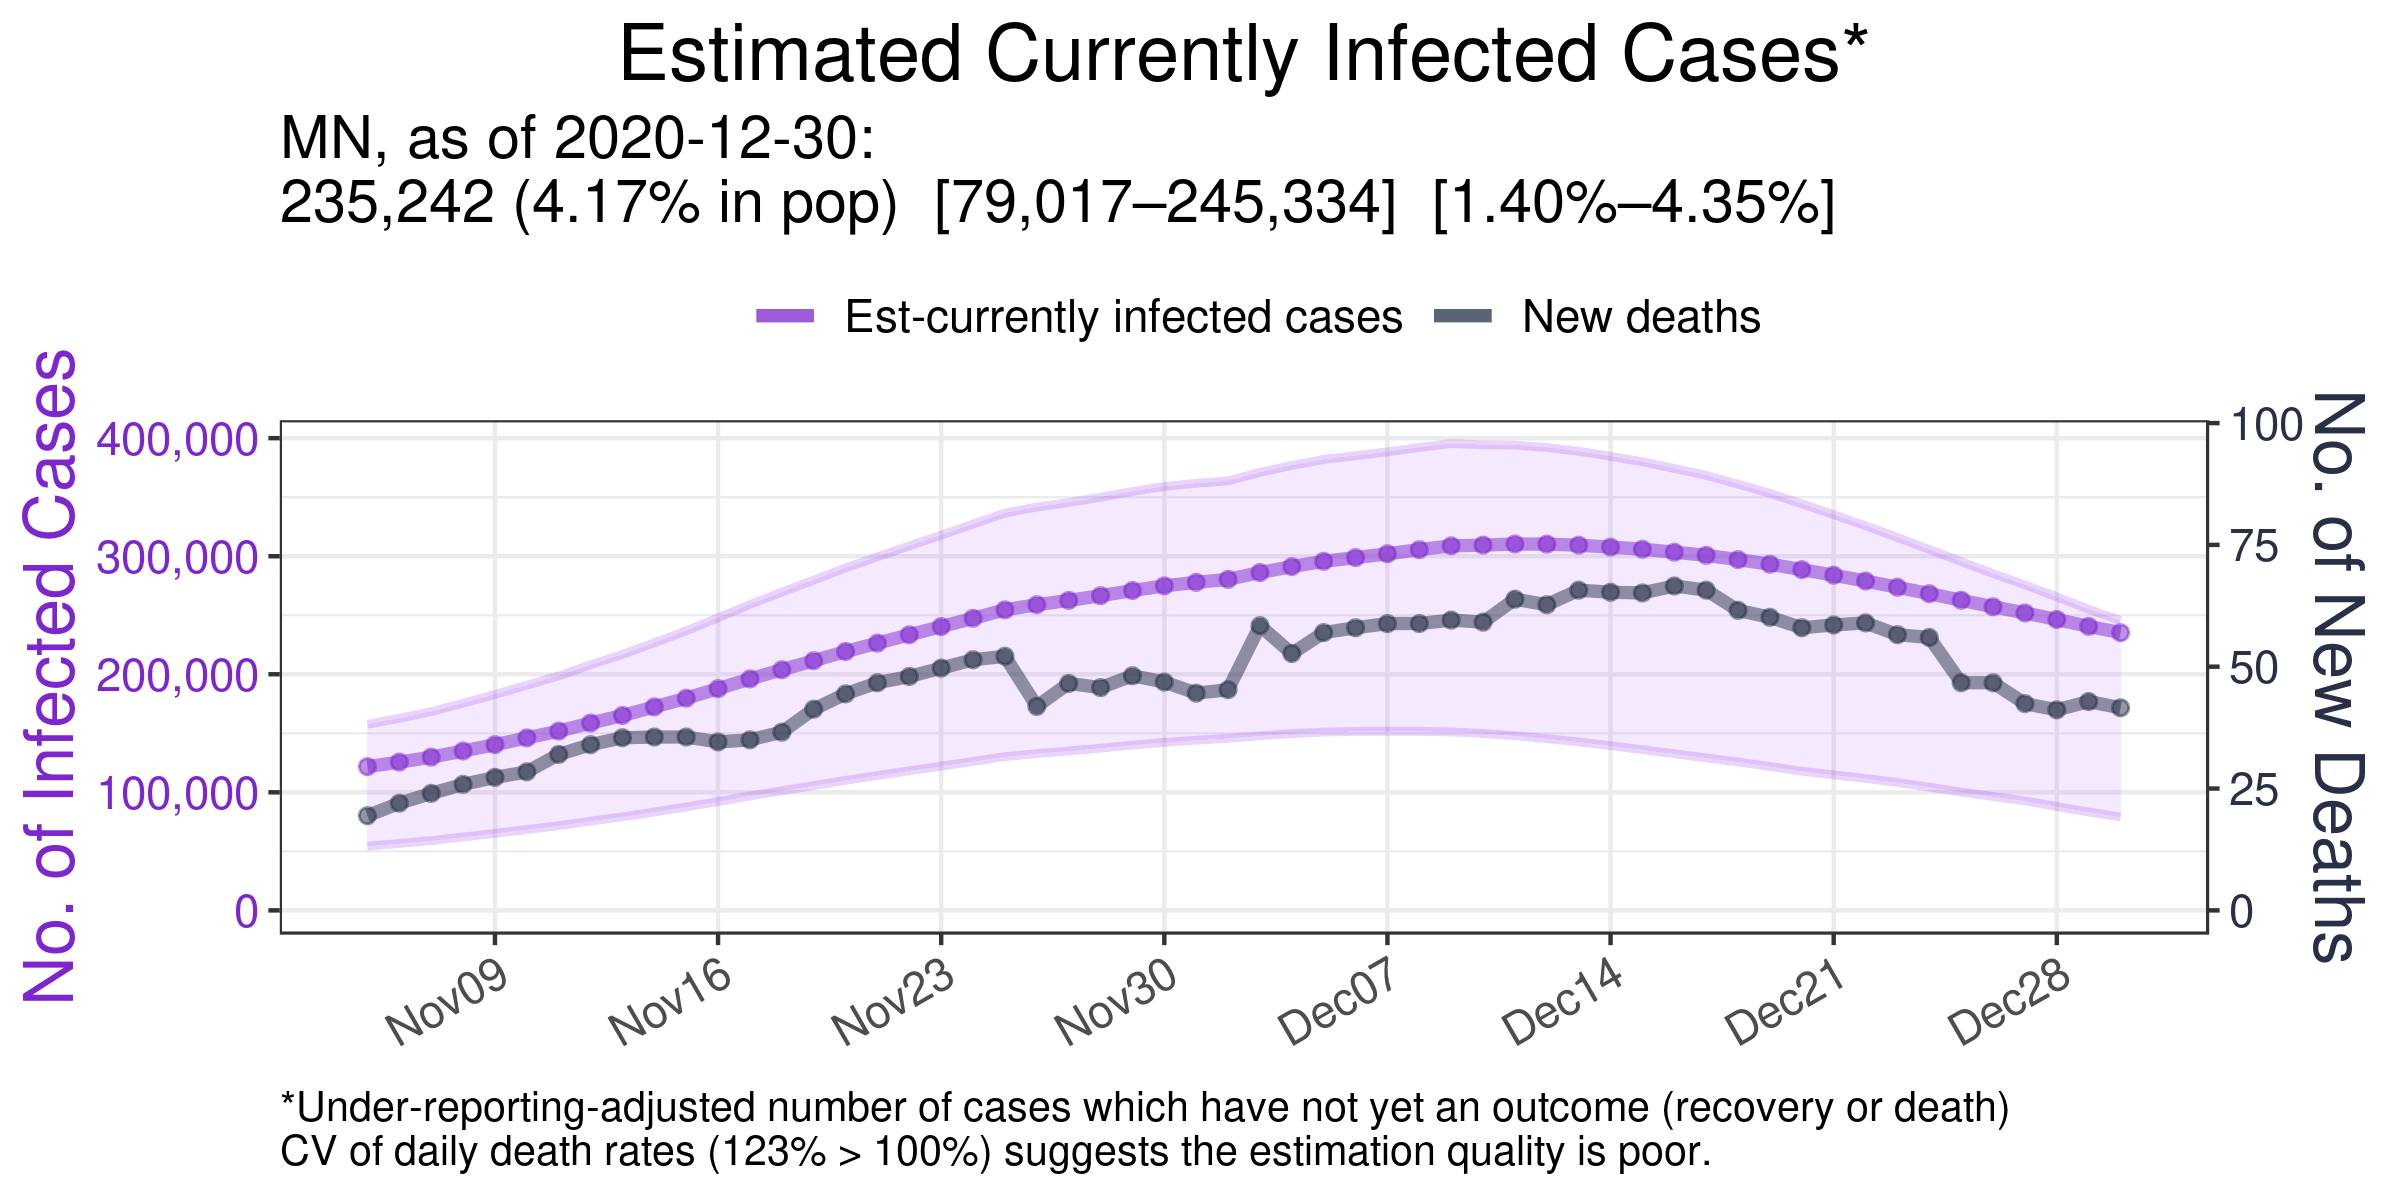 Estimated Currently Infected Cases*
MN, as of 2020-12-30:
235,242 (4.17% in pop)  [79,017–245,334]  [1.40%–4.35%]
Est-currently infected cases
New deaths
No. of Infected Cases
400,000
300,000
200,000
100,000
0
100
75
50
25
0
No. of New Deaths
Nov09
Nov16
Nov23
Nov30
Dec07
Dec14
Dec21
Dec28
*Under-reporting-adjusted number of cases which have not yet an outcome (recovery or death)
CV of daily death rates (123% > 100%) suggests the estimation quality is poor.